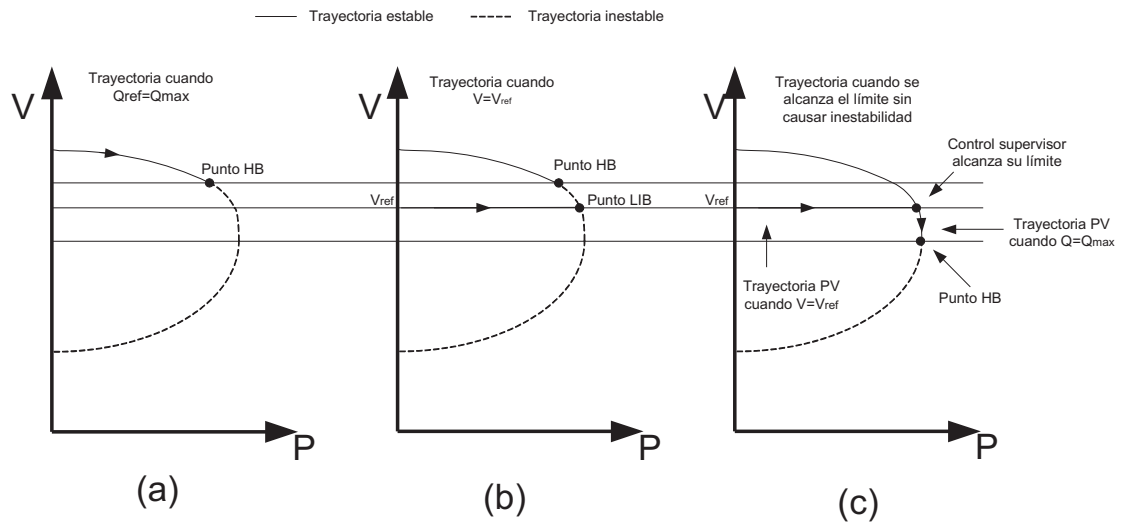 Trayectoria estable
Trayectoria inestable
Trayectoria cuando
Qref=Qmax
V
Punto HB
P
(a)
Trayectoria cuando
V=Vref
V
Punto HB
Vref
Punto LIB
P
(b)
Trayectoria cuando se
alcanza el límite sin
causar inestabilidad
V
Control supervisor
alcanza su límite
Vref
Trayectoria PV
cuando Q=Qmax
Trayectoria PV
cuando V=Vref
Punto HB
P
(c)